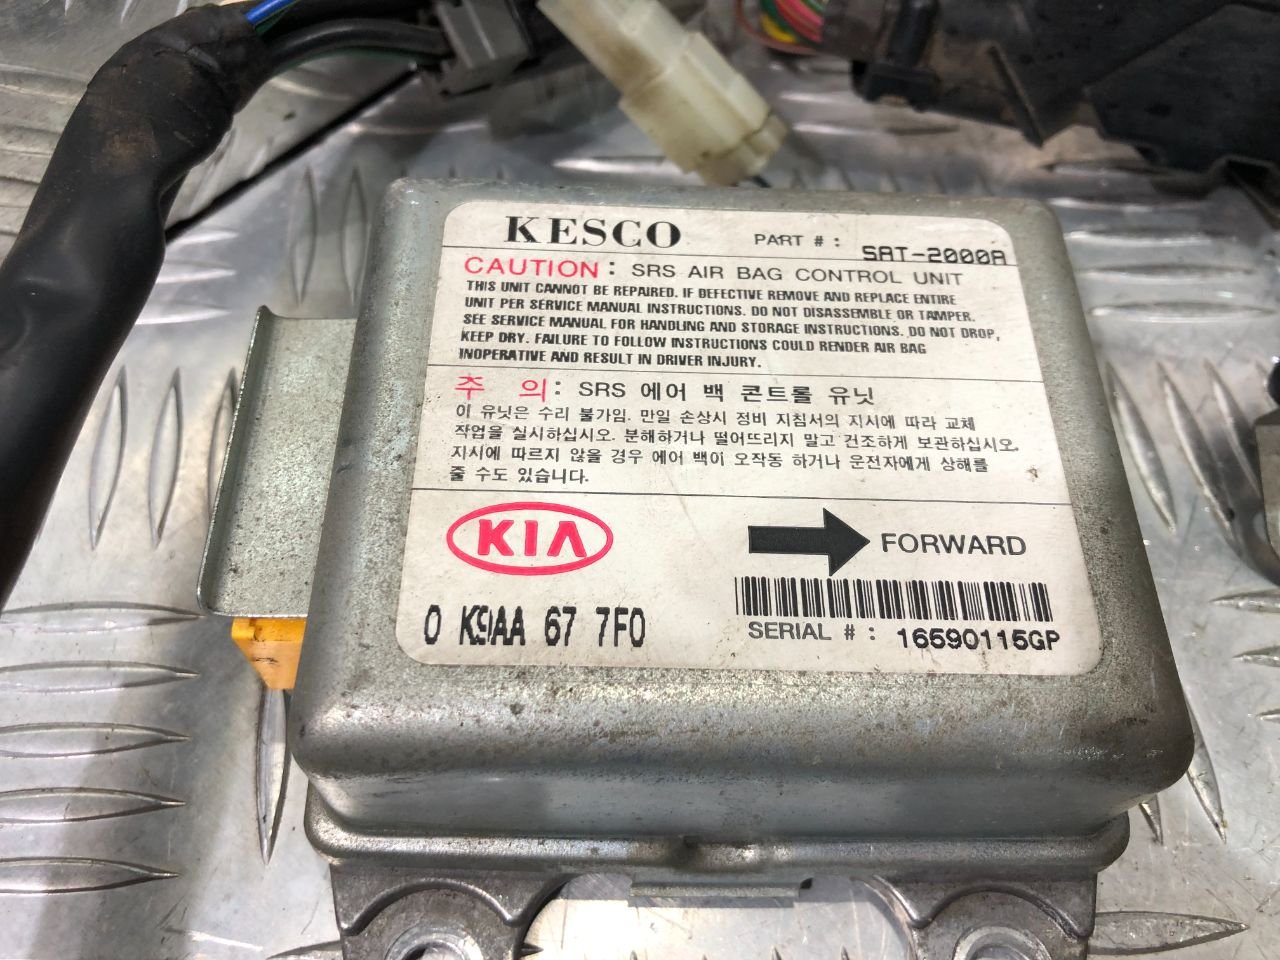 KESCO PART # : SAT-2000A
CAUTION : SRS AIR BAG CONTROL UNIT
THIS UNIT CANNOT BE REPAIRED. IF DEFECTIVE REMOVE AND REPLACE ENTIRE
UNIT PER SERVICE MANUAL INSTRUCTIONS. DO NOT DISASSEMBLE OR TAMPER.
SEE SERVICE MANUAL FOR HANDLING AND STORAGE INSTRUCTIONS. DO NOT DROP,
KEEP DRY. FAILURE TO FOLLOW INSTRUCTIONS COULD RENDER AIR BAG
INOPERATIVE AND RESULT IN DRIVER INJURY.
주 의 : SRS 에어 백 콘트롤 유닛
이 유닛은 수리 불가임. 만일 손상시 정비 지침서의 지시에 따라 교체
작업을 실시하십시오. 분해하거나 떨어뜨리지 말고 건조하게 보관하십시오.
지시에 따르지 않을 경우 에어 백이 오작동 하거나 운전자에게 상해를
줄 수도 있습니다.
KIA FORWARD
0 K9AA 67 7F0 SERIAL # : 16590115GP